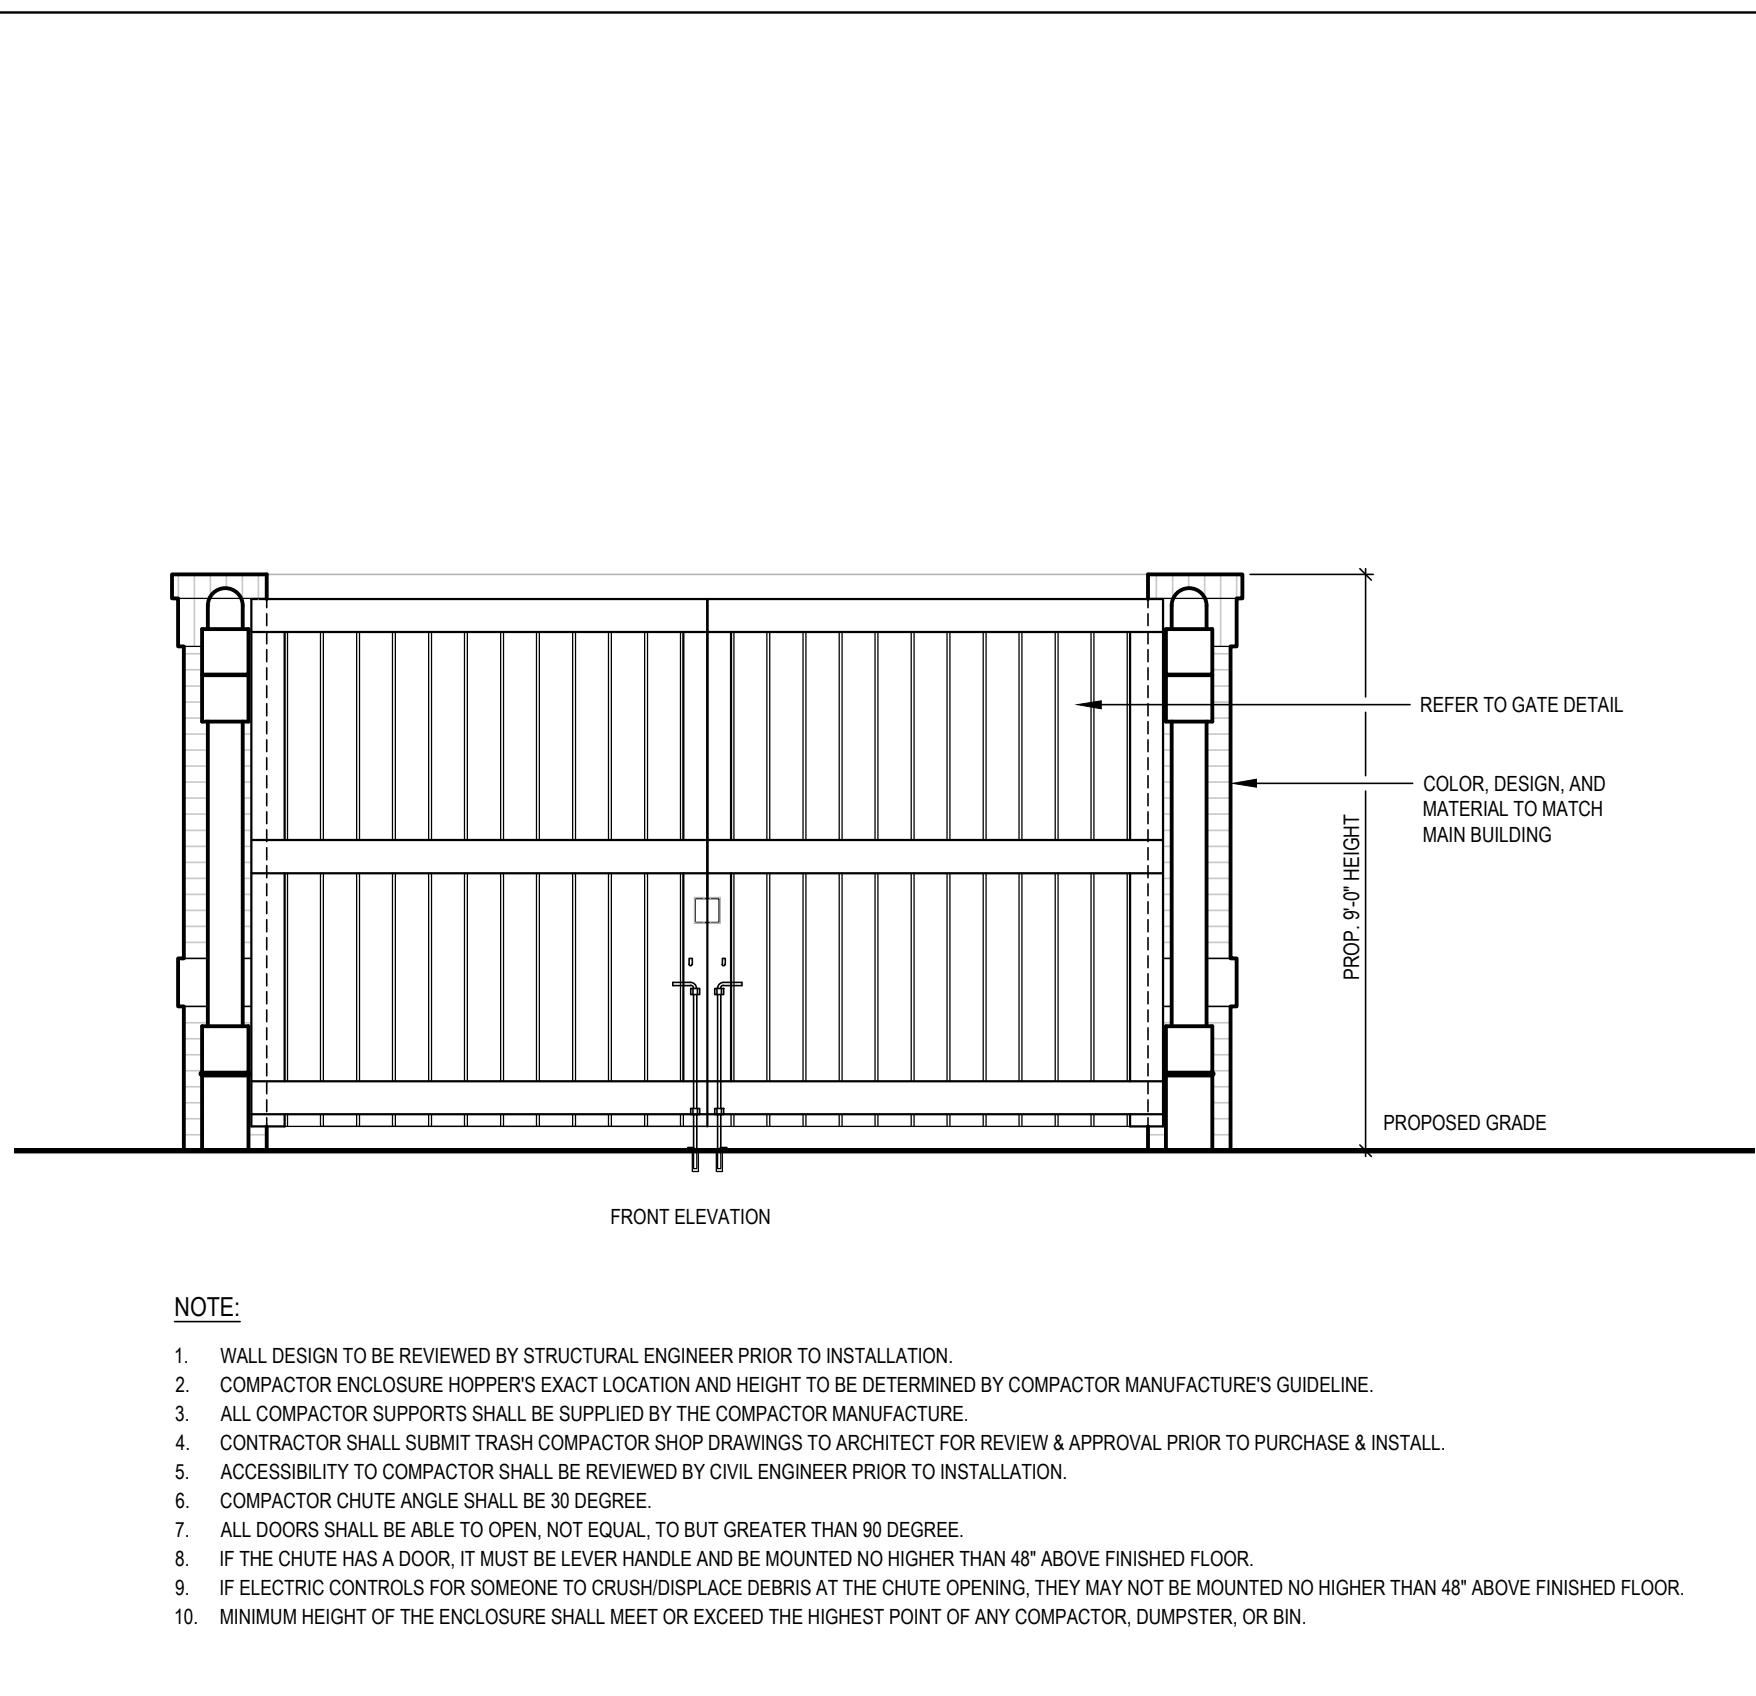 REFER TO GATE DETAIL
COLOR, DESIGN, AND
MATERIAL TO MATCH
MAIN BUILDING
PROP. 9'-0" HEIGHT
PROPOSED GRADE
FRONT ELEVATION
NOTE:
1. WALL DESIGN TO BE REVIEWED BY STRUCTURAL ENGINEER PRIOR TO INSTALLATION.
2. COMPACTOR ENCLOSURE HOPPER'S EXACT LOCATION AND HEIGHT TO BE DETERMINED BY COMPACTOR MANUFACTURE'S GUIDELINE.
3. ALL COMPACTOR SUPPORTS SHALL BE SUPPLIED BY THE COMPACTOR MANUFACTURE.
4. CONTRACTOR SHALL SUBMIT TRASH COMPACTOR SHOP DRAWINGS TO ARCHITECT FOR REVIEW & APPROVAL PRIOR TO PURCHASE & INSTALL.
5. ACCESSIBILITY TO COMPACTOR SHALL BE REVIEWED BY CIVIL ENGINEER PRIOR TO INSTALLATION.
6. COMPACTOR CHUTE ANGLE SHALL BE 30 DEGREE.
7. ALL DOORS SHALL BE ABLE TO OPEN, NOT EQUAL, TO BUT GREATER THAN 90 DEGREE.
8. IF THE CHUTE HAS A DOOR, IT MUST BE LEVER HANDLE AND BE MOUNTED NO HIGHER THAN 48" ABOVE FINISHED FLOOR.
9. IF ELECTRIC CONTROLS FOR SOMEONE TO CRUSH/DISPLACE DEBRIS AT THE CHUTE OPENING, THEY MAY NOT BE MOUNTED NO HIGHER THAN 48" ABOVE FINISHED FLOOR.
10. MINIMUM HEIGHT OF THE ENCLOSURE SHALL MEET OR EXCEED THE HIGHEST POINT OF ANY COMPACTOR, DUMPSTER, OR BIN.